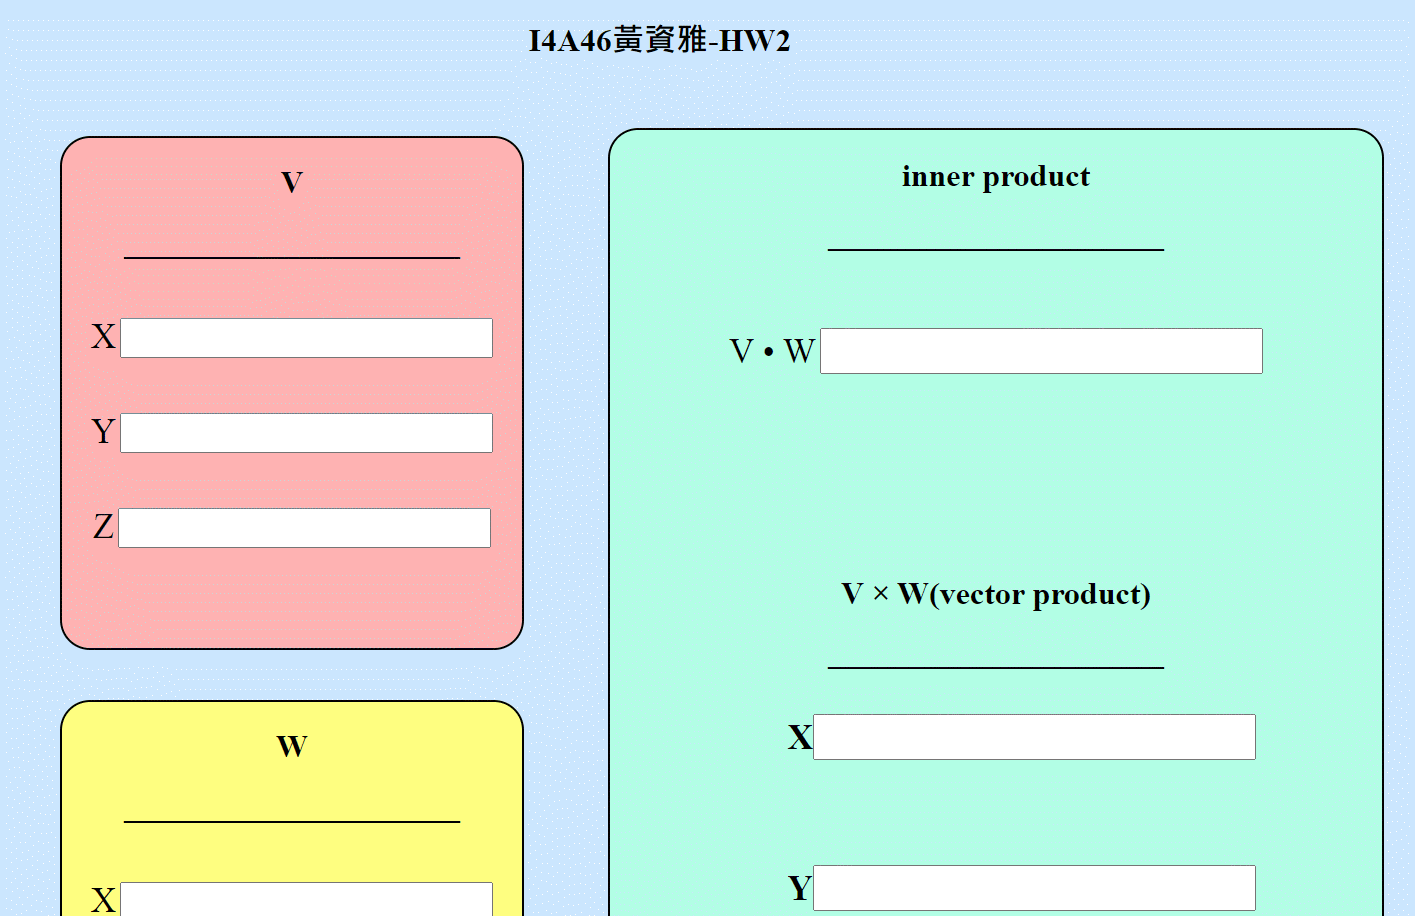 I4A46黃資雅-HW2
V
X
Y
Z
W
X
inner product
V • W
V × W(vector product)
X
Y